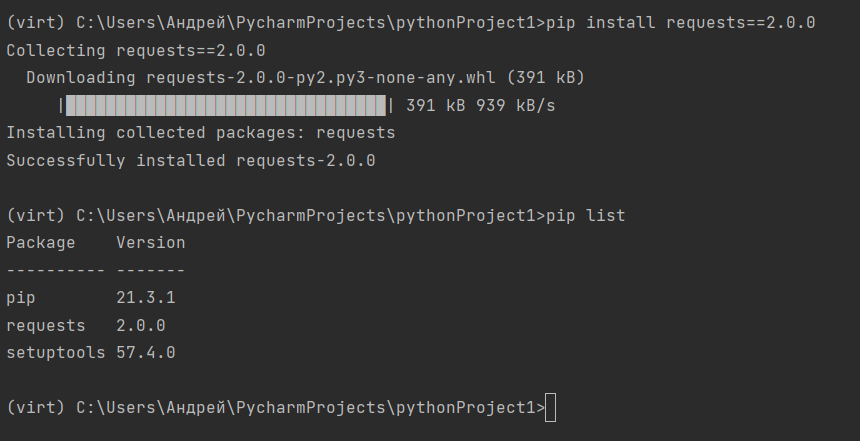 (virt) C:\Users\Андрей\PycharmProjects\pythonProject1>pip install requests==2.0.0
Collecting requests==2.0.0
  Downloading requests-2.0.0-py2.py3-none-any.whl (391 kB)
     |████████████████████████████████| 391 kB 939 kB/s
Installing collected packages: requests
Successfully installed requests-2.0.0
(virt) C:\Users\Андрей\PycharmProjects\pythonProject1>pip list
Package    Version
---------- -------
pip        21.3.1
requests   2.0.0
setuptools 57.4.0
(virt) C:\Users\Андрей\PycharmProjects\pythonProject1>